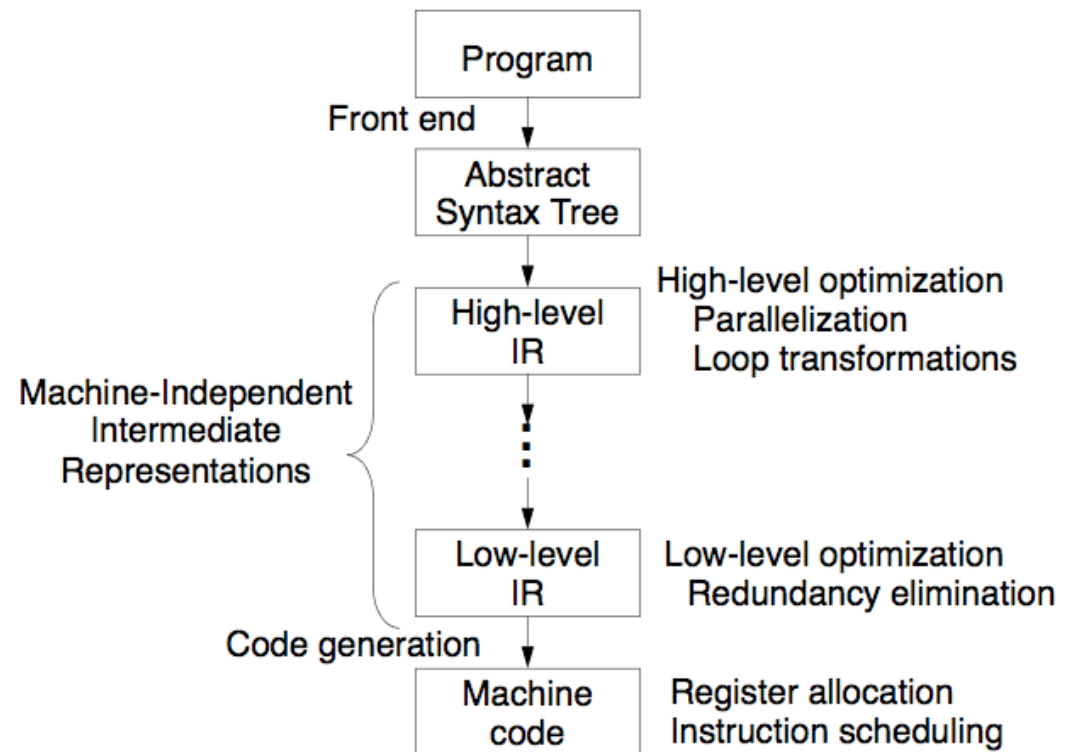 Program
Front end
Abstract
Syntax Tree
High-level
IR
High-level optimization
Parallelization
Loop transformations
Machine-Independent
Intermediate
Representations
Low-level
IR
Low-level optimization
Redundancy elimination
Code generation
Machine
code
Register allocation
Instruction scheduling